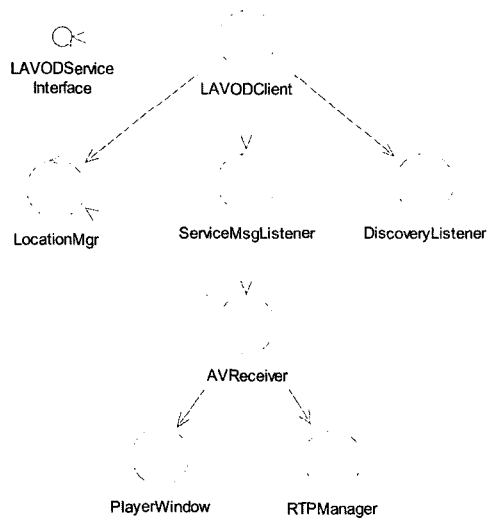 LAVODService
Interface
LAVODClient
LocationMgr
ServiceMsgListener
DiscoveryListener
AVReceiver
PlayerWindow
RTPManager